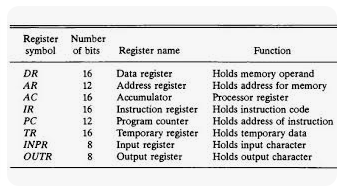 Register Number
symbol of bits Register name Function
DR 16 Data register Holds memory operand
AR 12 Address register Holds address for memory
AC 16 Accumulator Processor register
IR 16 Instruction register Holds instruction code
PC 12 Program counter Holds address of instruction
TR 16 Temporary register Holds temporary data
INPR 8 Input register Holds input character
OUTR 8 Output register Holds output character